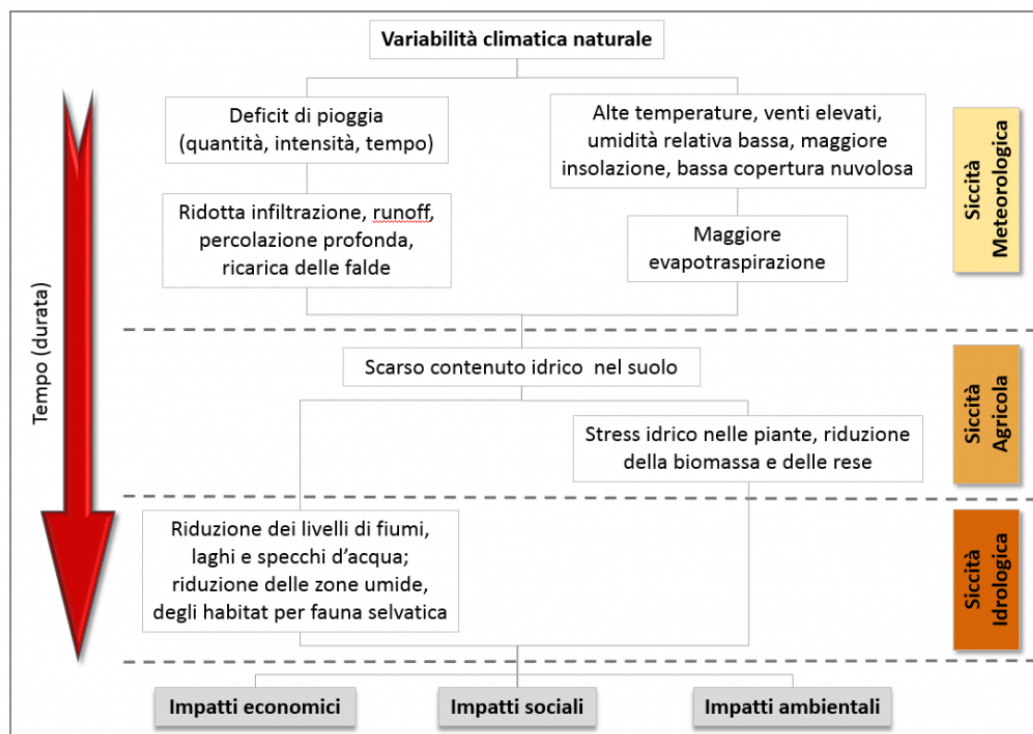 Variabilità climatica naturale
Deficit di pioggia
(quantità, intensità, tempo)
Alte temperature, venti elevati,
umidità relativa bassa, maggiore
insolazione, bassa copertura nuvolosa
Ridotta infiltrazione, runoff,
percolazione profonda,
ricarica delle falde
Maggiore
evapotraspirazione
Siccità
Meteorologica
Tempo (durata)
Scarso contenuto idrico nel suolo
Stress idrico nelle piante, riduzione
della biomassa e delle rese
Siccità
Agricola
Riduzione dei livelli di fiumi,
laghi e specchi d'acqua;
riduzione delle zone umide,
degli habitat per fauna selvatica
Siccità
Idrologica
Impatti economici
Impatti sociali
Impatti ambientali